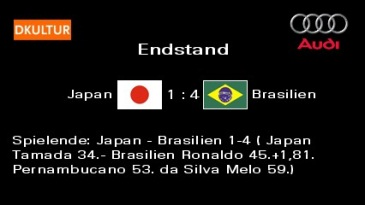 DKULTUR
Audi
Endstand
Japan 1 : 4 Brasilien
Spielende: Japan - Brasilien 1-4 ( Japan
Tamada 34.- Brasilien Ronaldo 45.+1,81.
Pernambucano 53. da Silva Melo 59.)